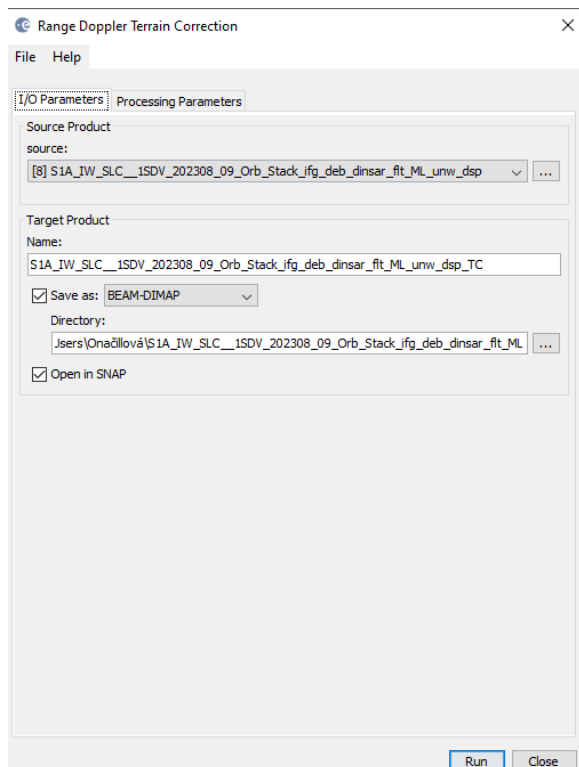 Range Doppler Terrain Correction
File Help
I/O Parameters Processing Parameters
Source Product
source:
[8] S1A_IW_SLC__1SDV_202308_09_Orb_Stack_ifg_deb_dinsar_flt_ML_unw_dsp ...
Target Product
Name:
S1A_IW_SLC__1SDV_202308_09_Orb_Stack_ifg_deb_dinsar_flt_ML_unw_dsp_TC
Save as: BEAM-DIMAP
Directory:
Jsers\Onačillová\S1A_IW_SLC__1SDV_202308_09_Orb_Stack_ifg_deb_dinsar_flt_ML ...
Open in SNAP
Run Close